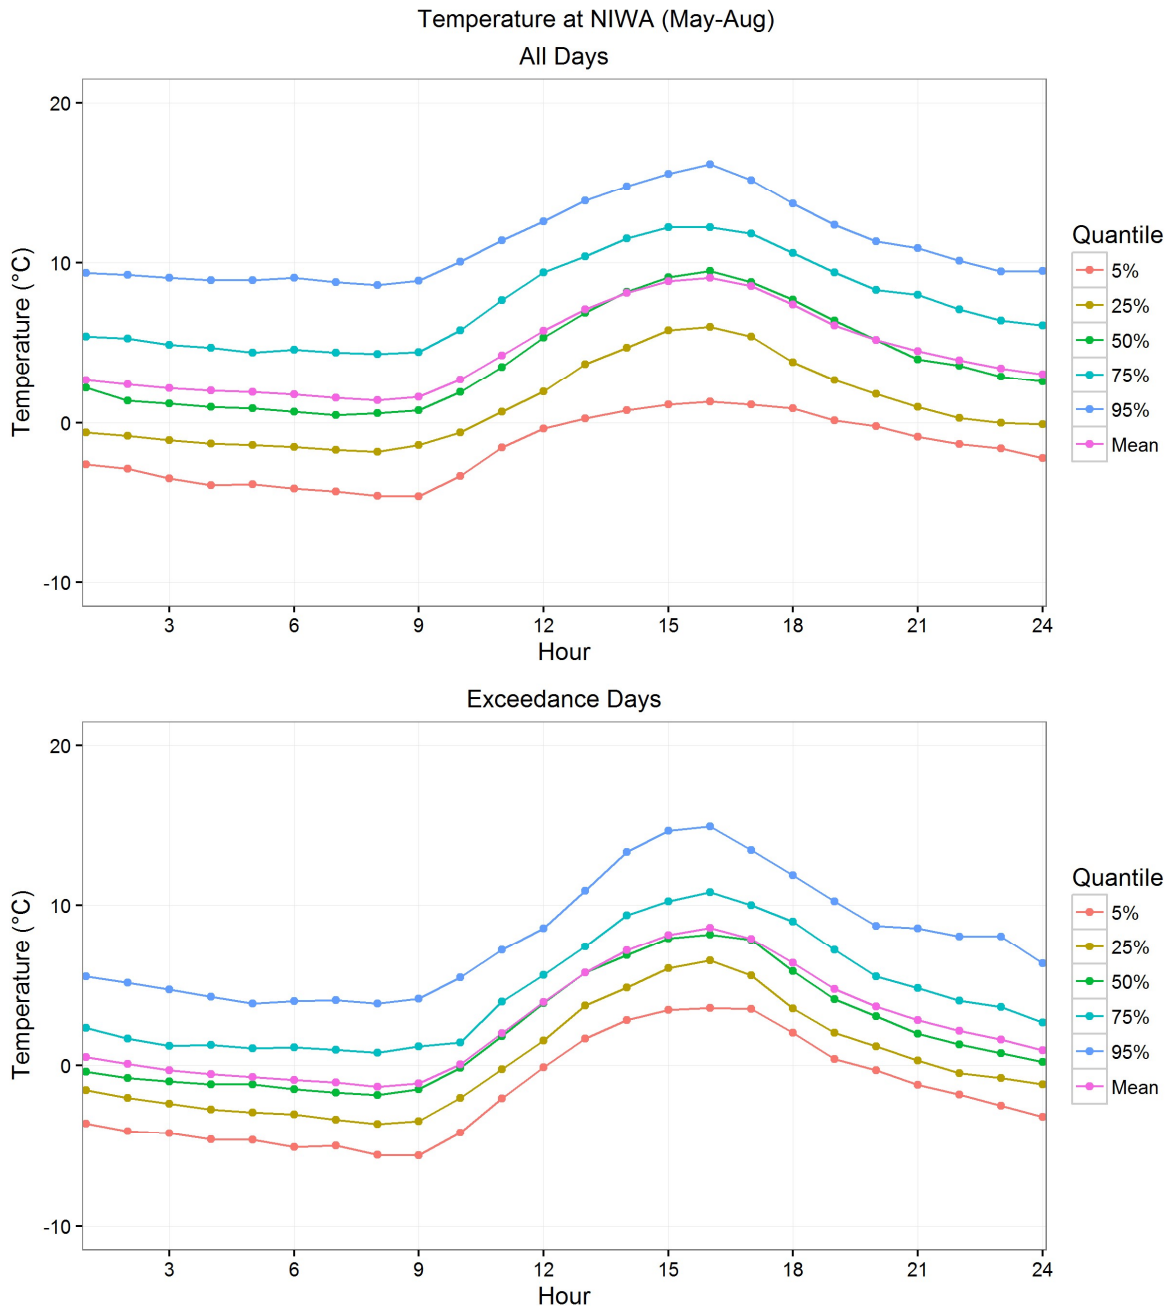 Temperature at NIWA (May-Aug)
All Days
20
10
0
-10
Temperature (°C)
3 6 9 12 15 18 21 24
Hour
Quantile
5%
25%
50%
75%
95%
Mean
Exceedance Days
20
10
0
-10
Temperature (°C)
3 6 9 12 15 18 21 24
Hour
Quantile
5%
25%
50%
75%
95%
Mean